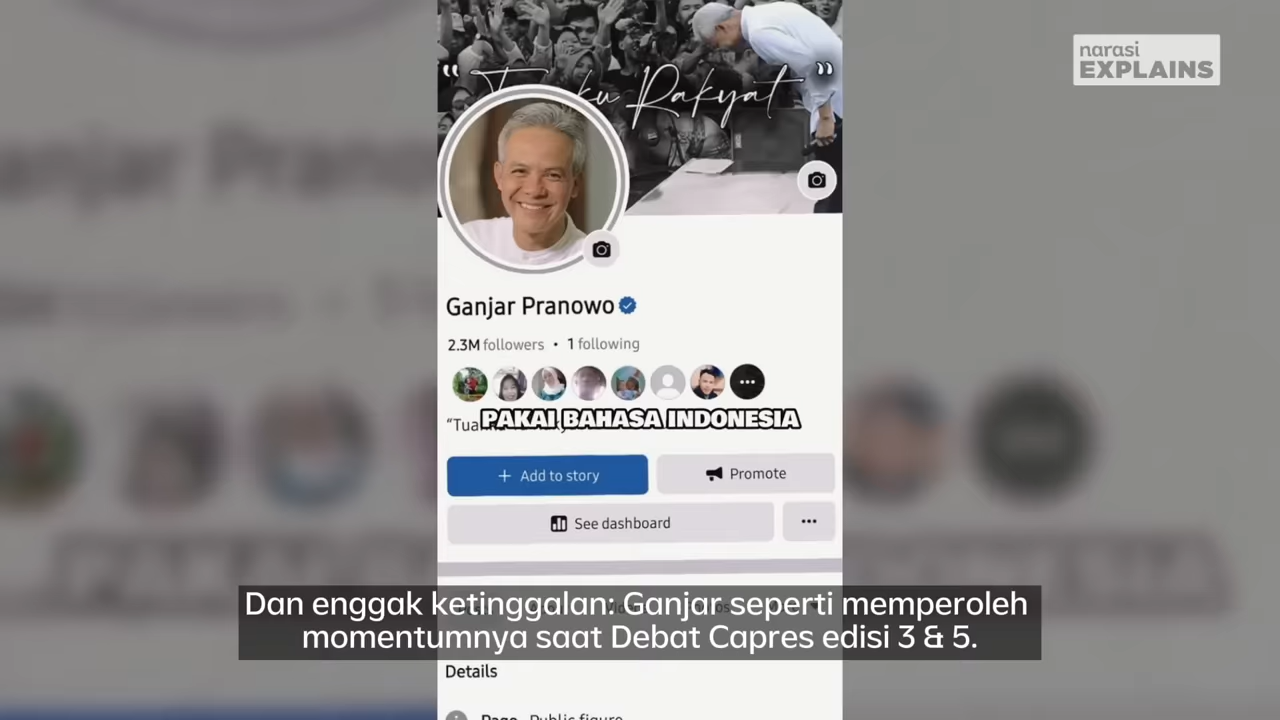 narasi
EXPLAINS
" Tuanku Rakyat "
Ganjar Pranowo
2.3M followers • 1 following
"Tua
PAKAI BAHASA INDONESIA
+ Add to story
Promote
See dashboard
Dan enggak ketinggalan: Ganjar seperti memperoleh
momentumnya saat Debat Capres edisi 3 & 5.
Details
Page · Public figure